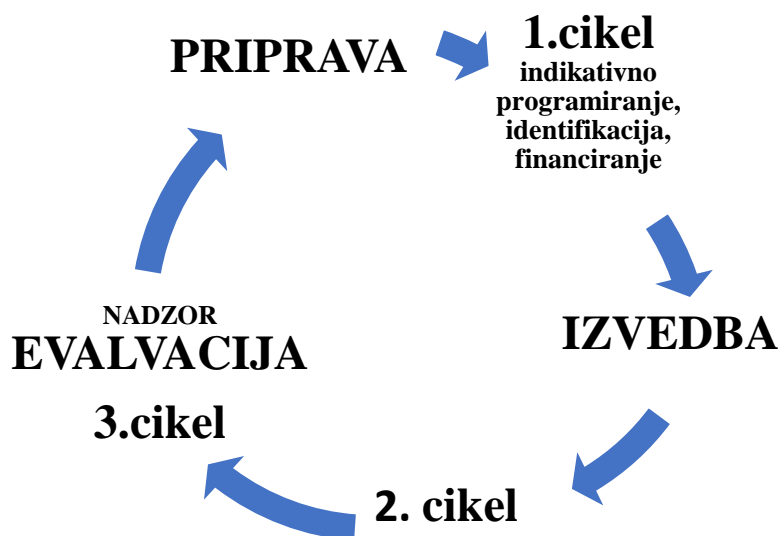 PRIPRAVA
1.cikel
indikativno
programiranje,
identifikacija,
financiranje
IZVEDBA
2. cikel
NADZOR
EVALVACIJA
3.cikel